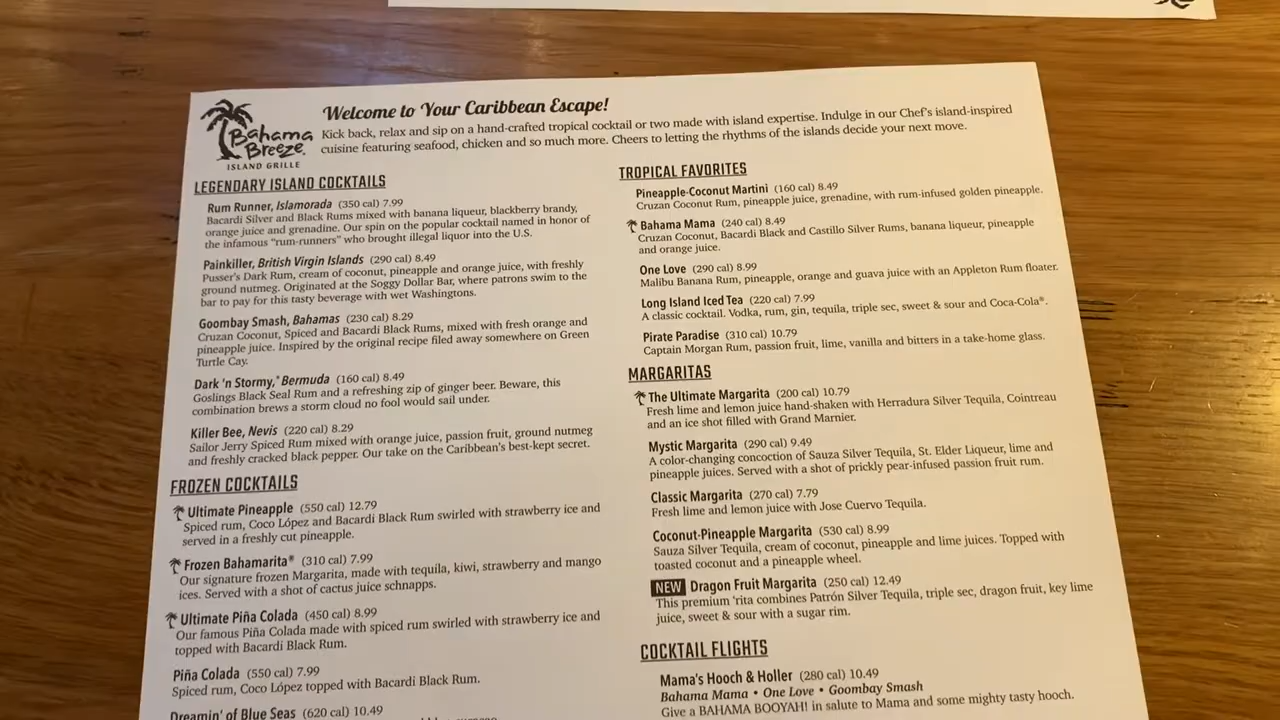 Bahama
Breeze
ISLAND GRILLE
Welcome to Your Caribbean Escape!
Kick back, relax and sip on a hand-crafted tropical cocktail or two made with island expertise. Indulge in our Chef's island-inspired
cuisine featuring seafood, chicken and so much more. Cheers to letting the rhythms of the islands decide your next move.
LEGENDARY ISLAND COCKTAILS
Rum Runner, Islamorada (350 cal) 7.99
Bacardi Silver and Black Rums mixed with banana liqueur, blackberry brandy,
orange juice and grenadine. Our spin on the popular cocktail named in honor of
the infamous "rum-runners" who brought illegal liquor into the U.S.
Painkiller, British Virgin Islands (290 cal) 8.49
Pusser's Dark Rum, cream of coconut, pineapple and orange juice, with freshly
ground nutmeg. Originated at the Soggy Dollar Bar, where patrons swim to the
bar to pay for this tasty beverage with wet Washingtons.
Goombay Smash, Bahamas (230 cal) 8.29
Cruzan Coconut, Spiced and Bacardi Black Rums, mixed with fresh orange and
pineapple juice. Inspired by the original recipe filed away somewhere on Green
Turtle Cay.
Dark 'n Stormy,® Bermuda (160 cal) 8.49
Goslings Black Seal Rum and a refreshing zip of ginger beer. Beware, this
combination brews a storm cloud no fool would sail under.
Killer Bee, Nevis (220 cal) 8.29
Sailor Jerry Spiced Rum mixed with orange juice, passion fruit, ground nutmeg
and freshly cracked black pepper. Our take on the Caribbean's best-kept secret.
FROZEN COCKTAILS
Ultimate Pineapple (550 cal) 12.79
Spiced rum, Coco López and Bacardi Black Rum swirled with strawberry ice and
served in a freshly cut pineapple.
Frozen Bahamarita® (310 cal) 7.99
Our signature frozen Margarita, made with tequila, kiwi, strawberry and mango
ices. Served with a shot of cactus juice schnapps.
Ultimate Piña Colada (450 cal) 8.99
Our famous Piña Colada made with spiced rum swirled with strawberry ice and
topped with Bacardi Black Rum.
Piña Colada (550 cal) 7.99
Spiced rum, Coco López topped with Bacardi Black Rum.
Dreamin' of Blue Seas (620 cal) 10.49
TROPICAL FAVORITES
Pineapple-Coconut Martini (160 cal) 8.49
Cruzan Coconut Rum, pineapple juice, grenadine, with rum-infused golden pineapple.
Bahama Mama (240 cal) 8.49
Cruzan Coconut, Bacardi Black and Castillo Silver Rums, banana liqueur, pineapple
and orange juice.
One Love (290 cal) 8.99
Malibu Banana Rum, pineapple, orange and guava juice with an Appleton Rum floater.
Long Island Iced Tea (220 cal) 7.99
A classic cocktail. Vodka, rum, gin, tequila, triple sec, sweet & sour and Coca-Cola®.
Pirate Paradise (310 cal) 10.79
Captain Morgan Rum, passion fruit, lime, vanilla and bitters in a take-home glass.
MARGARITAS
The Ultimate Margarita (200 cal) 10.79
Fresh lime and lemon juice hand-shaken with Herradura Silver Tequila, Cointreau
and an ice shot filled with Grand Marnier.
Mystic Margarita (290 cal) 9.49
A color-changing concoction of Sauza Silver Tequila, St. Elder Liqueur, lime and
pineapple juices. Served with a shot of prickly pear-infused passion fruit rum.
Classic Margarita (270 cal) 7.79
Fresh lime and lemon juice with Jose Cuervo Tequila.
Coconut-Pineapple Margarita (530 cal) 8.99
Sauza Silver Tequila, cream of coconut, pineapple and lime juices. Topped with
toasted coconut and a pineapple wheel.
NEW Dragon Fruit Margarita (250 cal) 12.49
This premium 'rita combines Patrón Silver Tequila, triple sec, dragon fruit, key lime
juice, sweet & sour with a sugar rim.
COCKTAIL FLIGHTS
Mama's Hooch & Holler (280 cal) 10.49
Bahama Mama • One Love • Goombay Smash
Give a BAHAMA BOOYAH! in salute to Mama and some mighty tasty hooch.